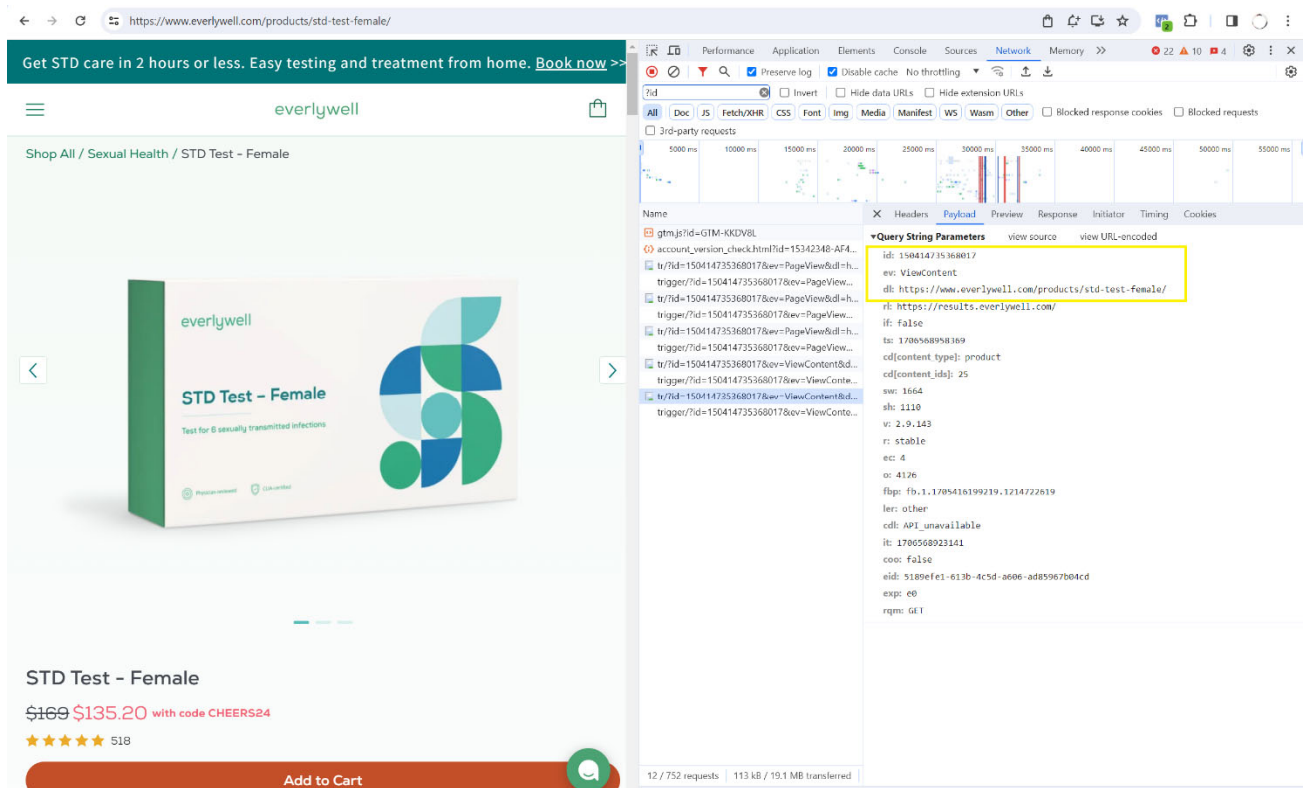 https://www.everlywell.com/products/std-test-female/
2
Get STD care in 2 hours or less. Easy testing and treatment from home. Book now >>
everlywell
Shop All / Sexual Health / STD Test – Female
everlywell
STD Test – Female
Test for 6 sexually transmitted infections
Physician reviewed CLIA-certified
STD Test – Female
$169 $135.20 with code CHEERS24
518
Add to Cart
Performance Application Elements Console Sources Network Memory >> 22 10 4
Preserve log Disable cache No throttling
?id Invert Hide data URLs Hide extension URLs
All Doc JS Fetch/XHR CSS Font Img Media Manifest WS Wasm Other Blocked response cookies Blocked requests
3rd-party requests
5000 ms 10000 ms 15000 ms 20000 ms 25000 ms 30000 ms 35000 ms 40000 ms 45000 ms 50000 ms 55000 ms
Name
gtm.js?id=GTM-KKDV8L
account_version_check.html?id=15342348-AF4...
tr/?id=150414735368017&ev=PageView&dl=h...
trigger/?id=150414735368017&ev=PageView...
tr/?id=150414735368017&ev=PageView&dl=h...
trigger/?id=150414735368017&ev=PageView...
tr/?id=150414735368017&ev=PageView&dl=h...
trigger/?id=150414735368017&ev=PageView...
tr/?id=150414735368017&ev=ViewContent&d...
trigger/?id=150414735368017&ev=ViewConte...
tr/?id=150414735368017&ev=ViewContent&d...
trigger/?id=150414735368017&ev=ViewConte...
12 / 752 requests 113 kB / 19.1 MB transferred
Headers Payload Preview Response Initiator Timing Cookies
Query String Parameters view source view URL-encoded
id: 150414735368017
ev: ViewContent
dl: https://www.everlywell.com/products/std-test-female/
rl: https://results.everlywell.com/
if: false
ts: 1706568958369
cd[content_type]: product
cd[content_ids]: 25
sw: 1664
sh: 1110
v: 2.9.143
r: stable
ec: 4
o: 4126
fbp: fb.1.1705416199219.1214722619
ler: other
cdl: API_unavailable
it: 1706568923141
coo: false
eid: 5189efe1-613b-4c5d-a606-ad85967b04cd
exp: e0
rqm: GET